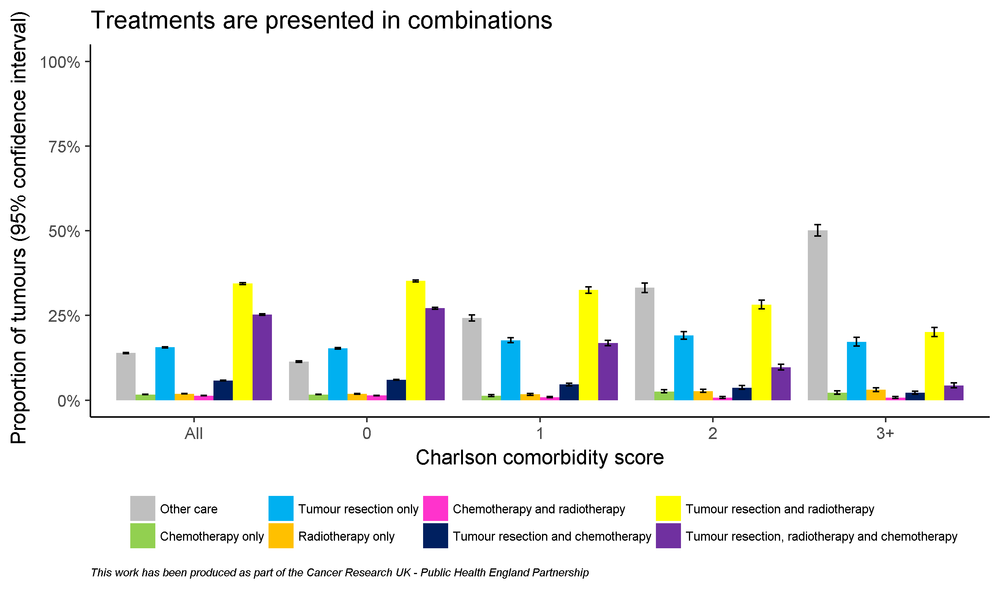 Treatments are presented in combinations
Proportion of tumours (95% confidence interval)
100%
75%
50%
25%
0%
All
0
1
2
3+
Charlson comorbidity score
Other care
Tumour resection only
Chemotherapy and radiotherapy
Tumour resection and radiotherapy
Chemotherapy only
Radiotherapy only
Tumour resection and chemotherapy
Tumour resection, radiotherapy and chemotherapy
This work has been produced as part of the Cancer Research UK - Public Health England Partnership